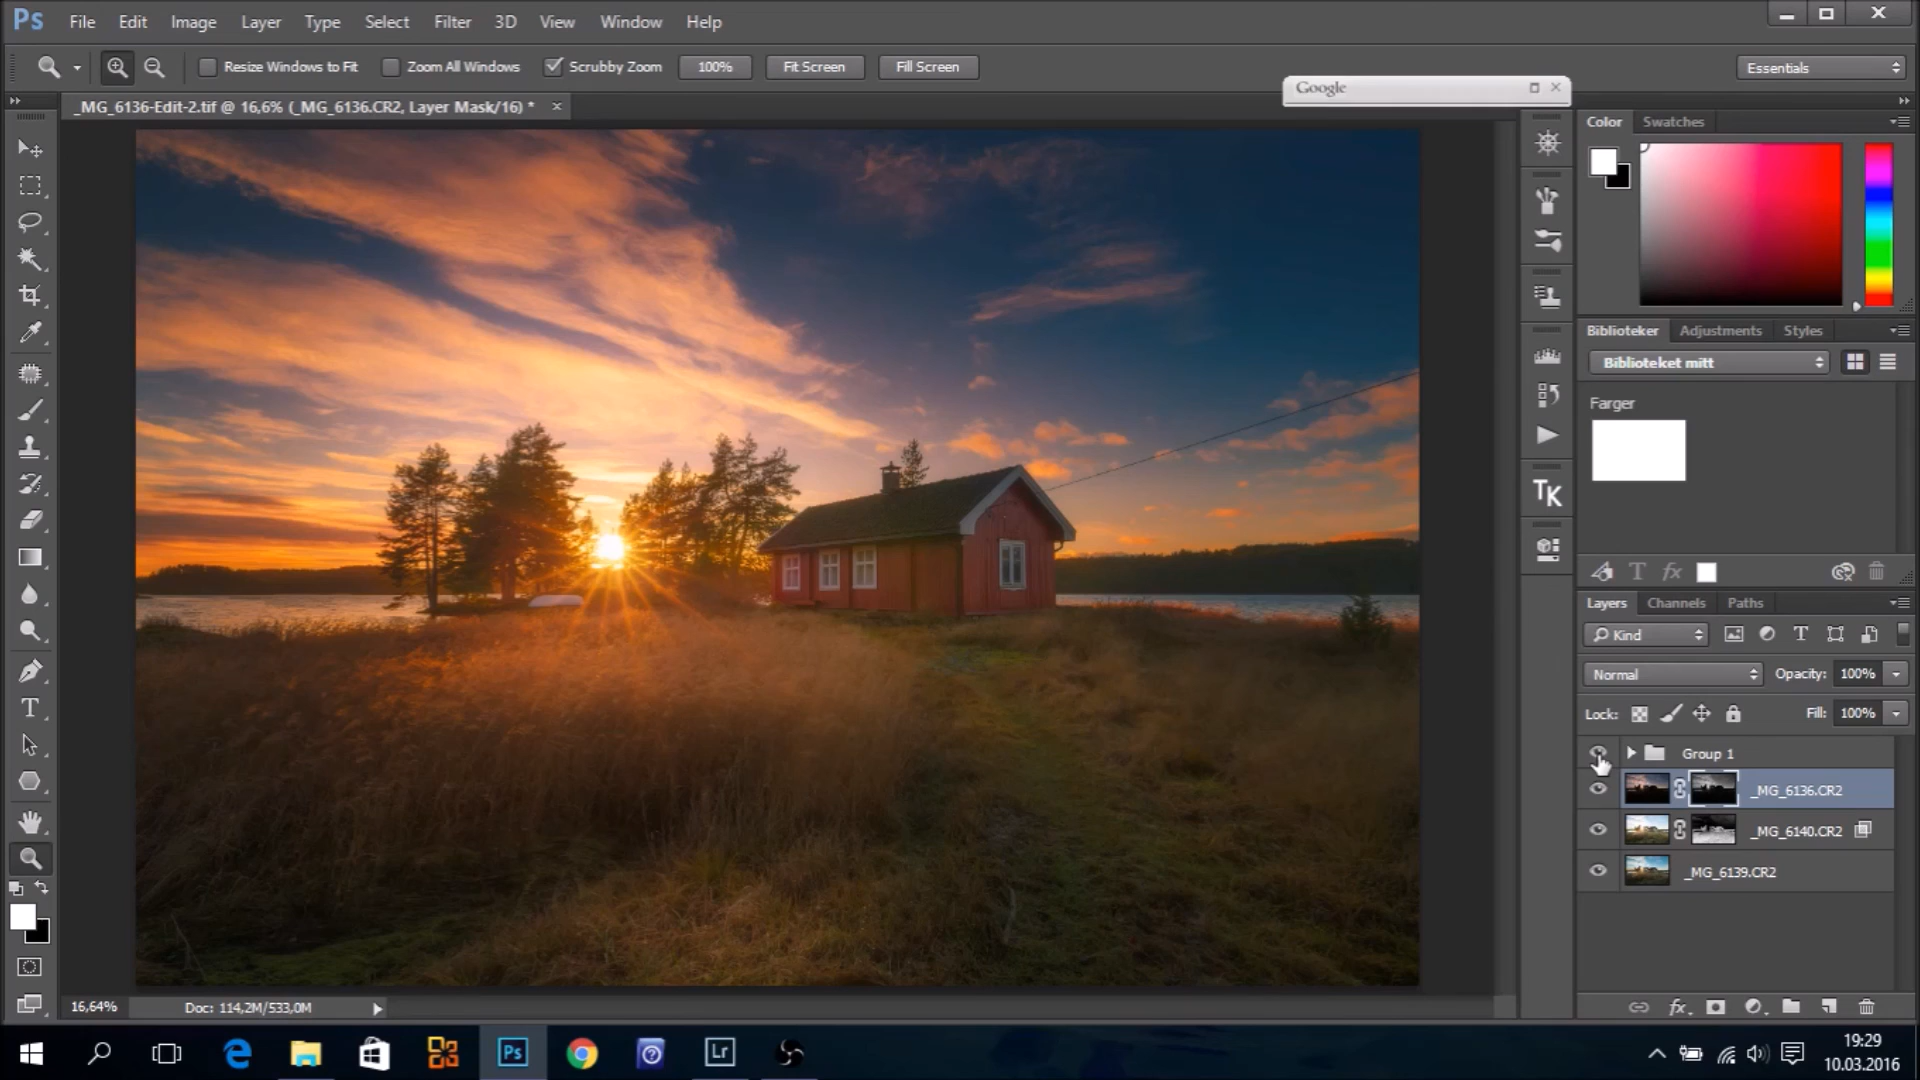 Ps File Edit Image Layer Type Select Filter 3D View Window Help
Resize Windows to Fit Zoom All Windows Scrubby Zoom 100% Fit Screen Fill Screen Essentials
Google
_MG_6136-Edit-2.tif @ 16,6% (_MG_6136.CR2, Layer Mask/16) *
Color Swatches
Biblioteker Adjustments Styles
Biblioteket mitt
Farger
TK
Layers Channels Paths
Kind
Normal Opacity: 100%
Lock: Fill: 100%
Group 1
_MG_6136.CR2
_MG_6140.CR2
_MG_6139.CR2
16,64% Doc: 114,2M/533,0M
fx
Ps Lr
19:29
10.03.2016